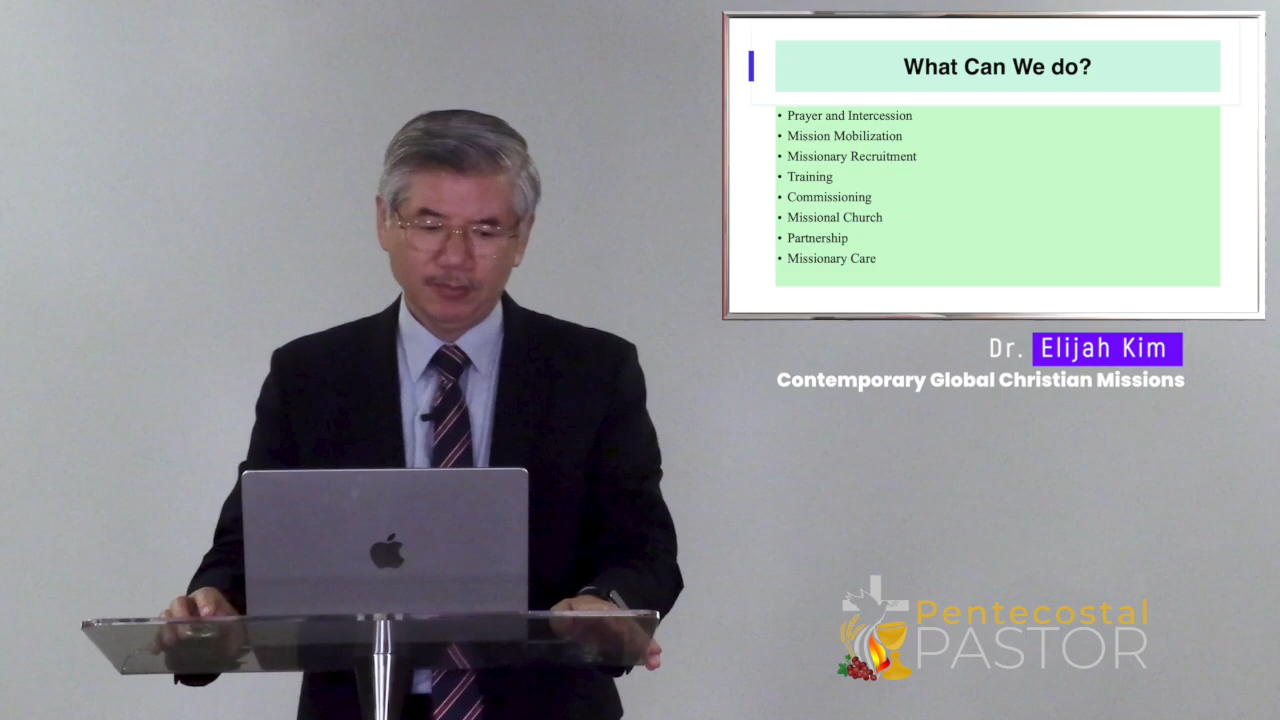 What Can We do?
• Prayer and Intercession
• Mission Mobilization
• Missionary Recruitment
• Training
• Commissioning
• Missional Church
• Partnership
• Missionary Care
Dr. Elijah Kim
Contemporary Global Christian Missions
Pentecostal
PASTOR